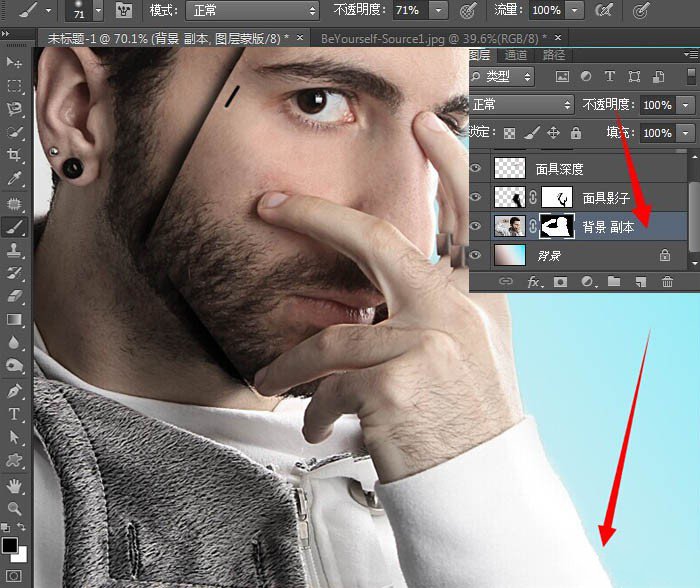 模式： 正常 不透明度： 71% 流量： 100%
71
未标题-1 @ 70.1% (背景 副本, 图层蒙版/8) * × BeYourself-Source1.jpg @ 39.6%(RGB/8) * ×
图层 通道 路径
类型
正常 不透明度： 100%
锁定： 填充： 100%
面具深度
面具影子
背景 副本
背景
fx